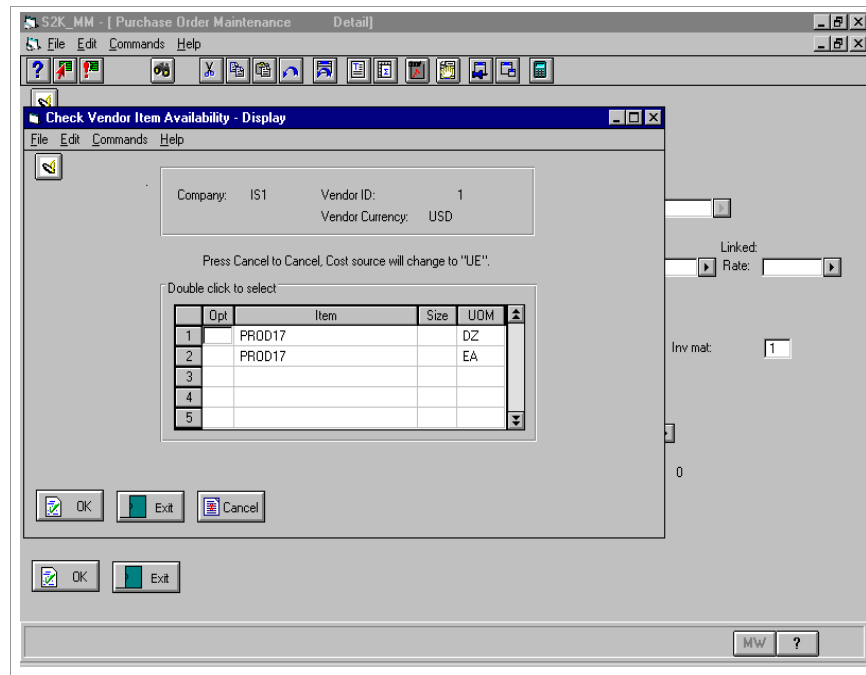 S2K_MM - [ Purchase Order Maintenance Detail]
File Edit Commands Help
Check Vendor Item Availability - Display
File Edit Commands Help
Company: IS1 Vendor ID: 1
Vendor Currency: USD
Linked:
Press Cancel to Cancel, Cost source will change to "UE".
Rate:
Double click to select
Opt Item Size UOM
1 PROD17 DZ
2 PROD17 EA
Inv mat: 1
3
4
5
0
OK Exit Cancel
OK Exit
MW ?